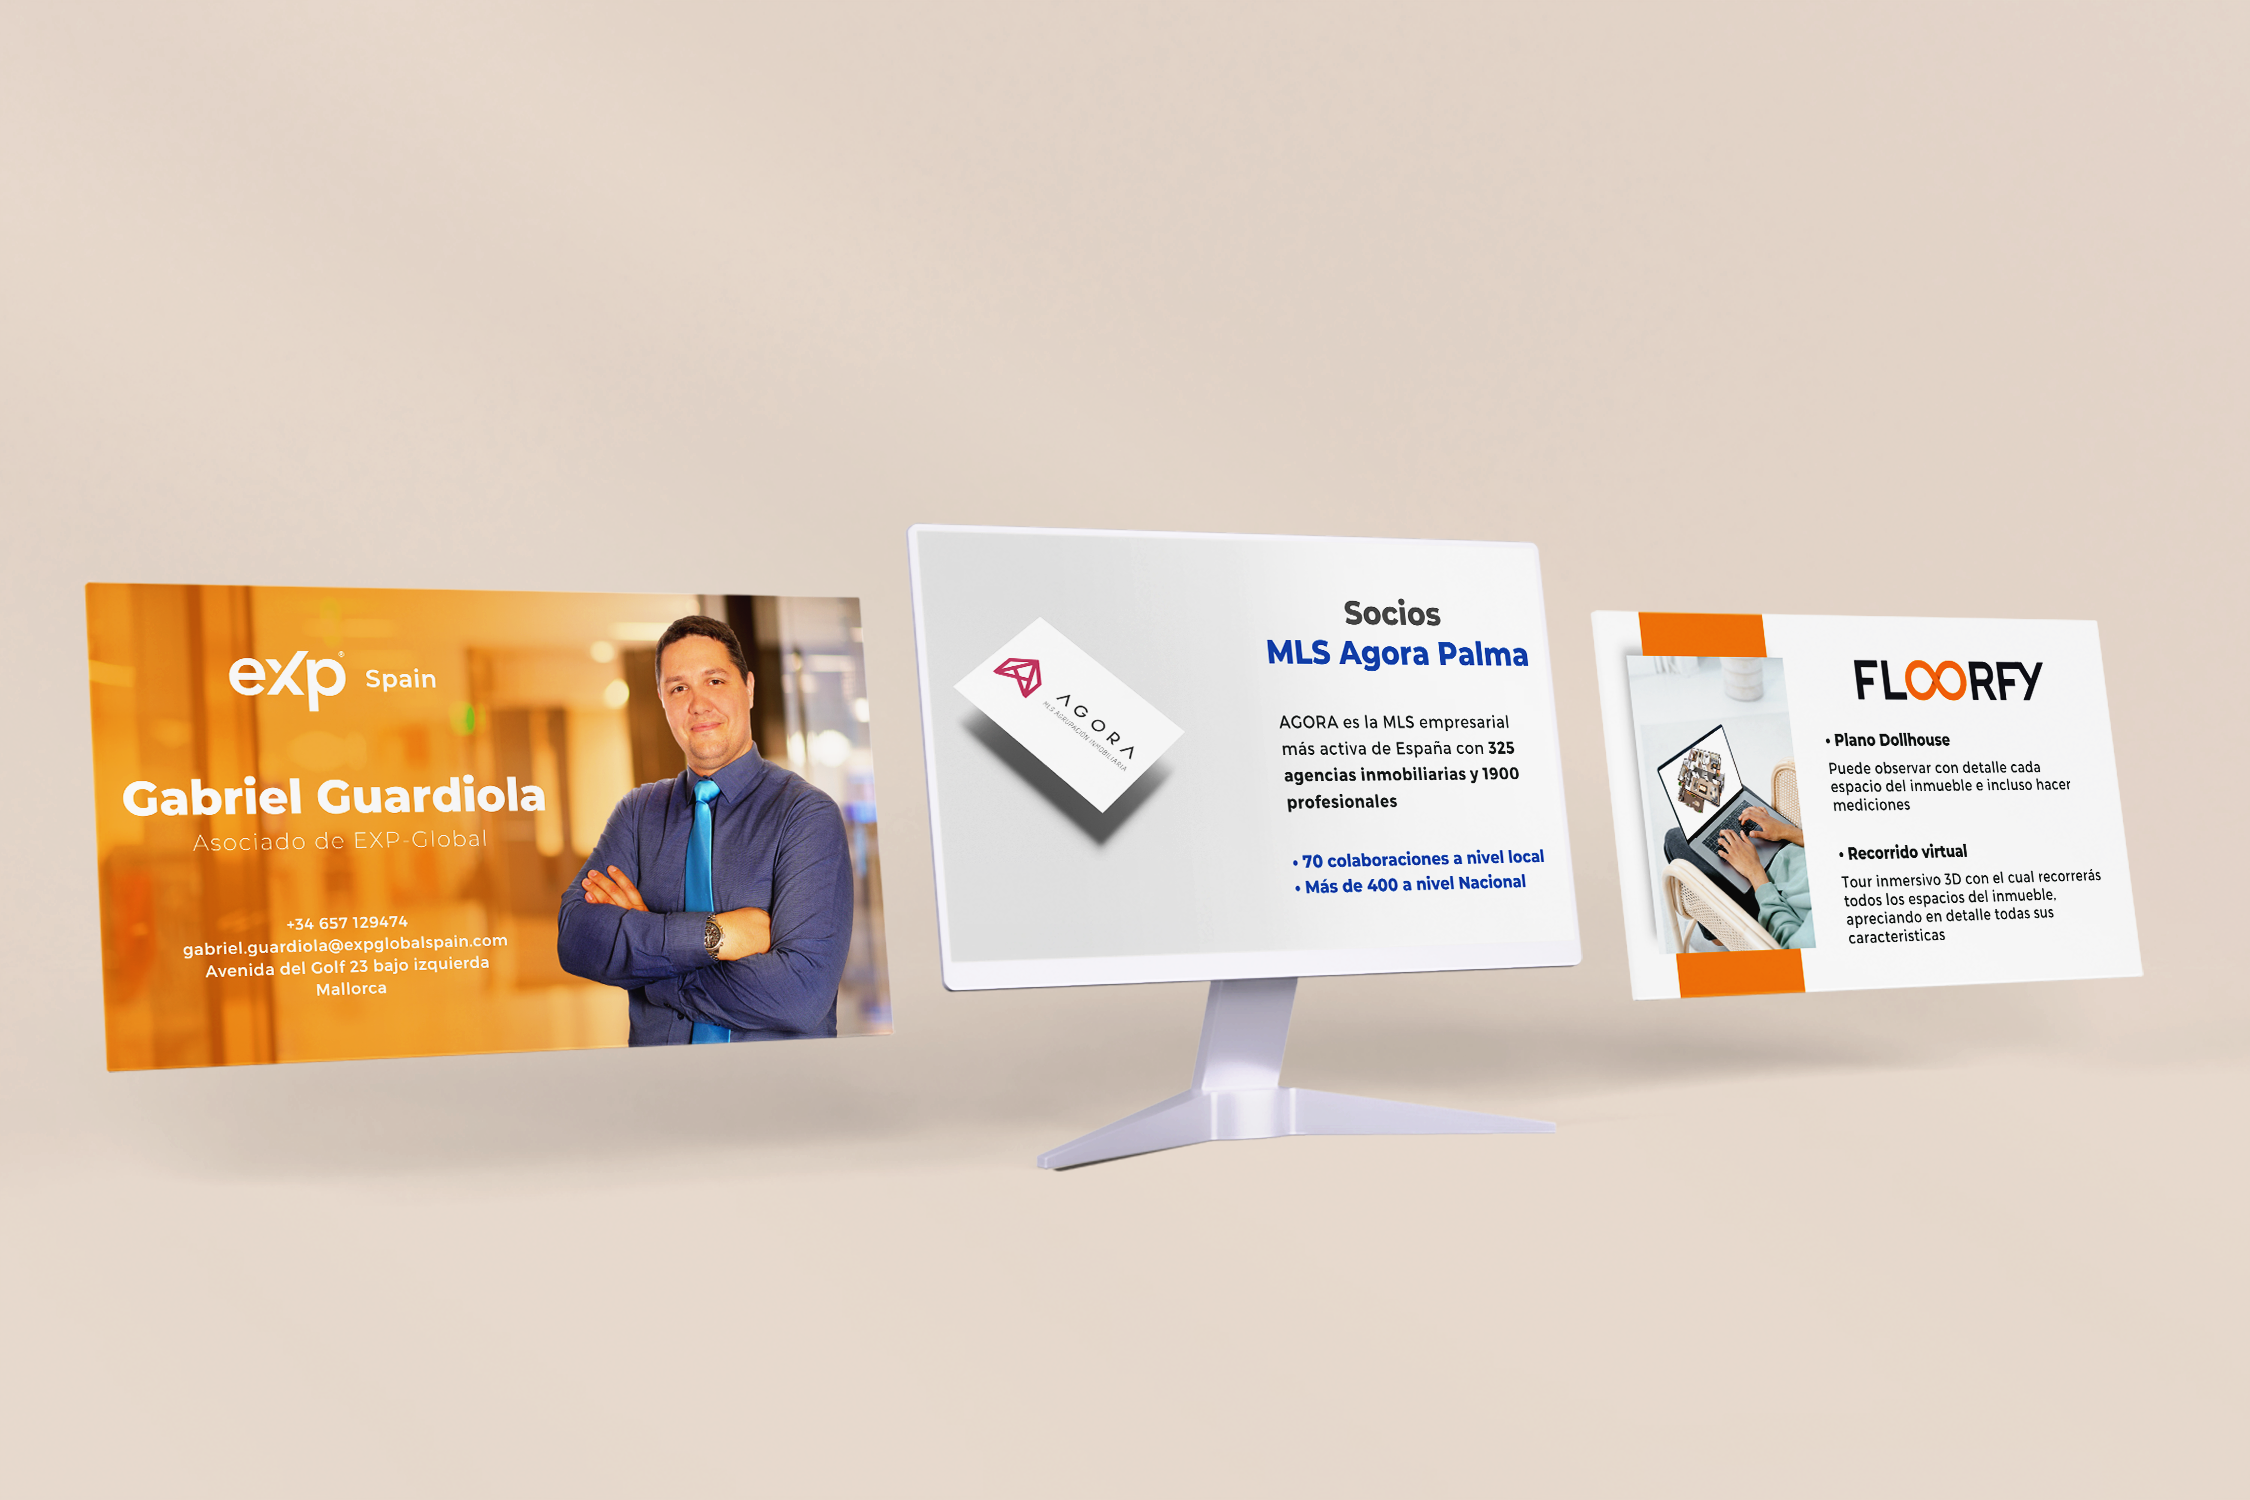 eXp® Spain
Gabriel Guardiola
Asociado de EXP-Global
+34 657 129474
gabriel.guardiola@expglobalspain.com
Avenida del Golf 23 bajo izquierda
Mallorca
AGORA
MLS AGRUPACIÓN INMOBILIARIA
Socios
MLS Agora Palma
AGORA es la MLS empresarial
más activa de España con 325
agencias inmobiliarias y 1900
profesionales
• 70 colaboraciones a nivel local
• Más de 400 a nivel Nacional
FLOORFY
• Plano Dollhouse
Puede observar con detalle cada
espacio del inmueble e incluso hacer
mediciones
• Recorrido virtual
Tour inmersivo 3D con el cual recorrerás
todos los espacios del inmueble,
apreciando en detalle todas sus
caracteristicas